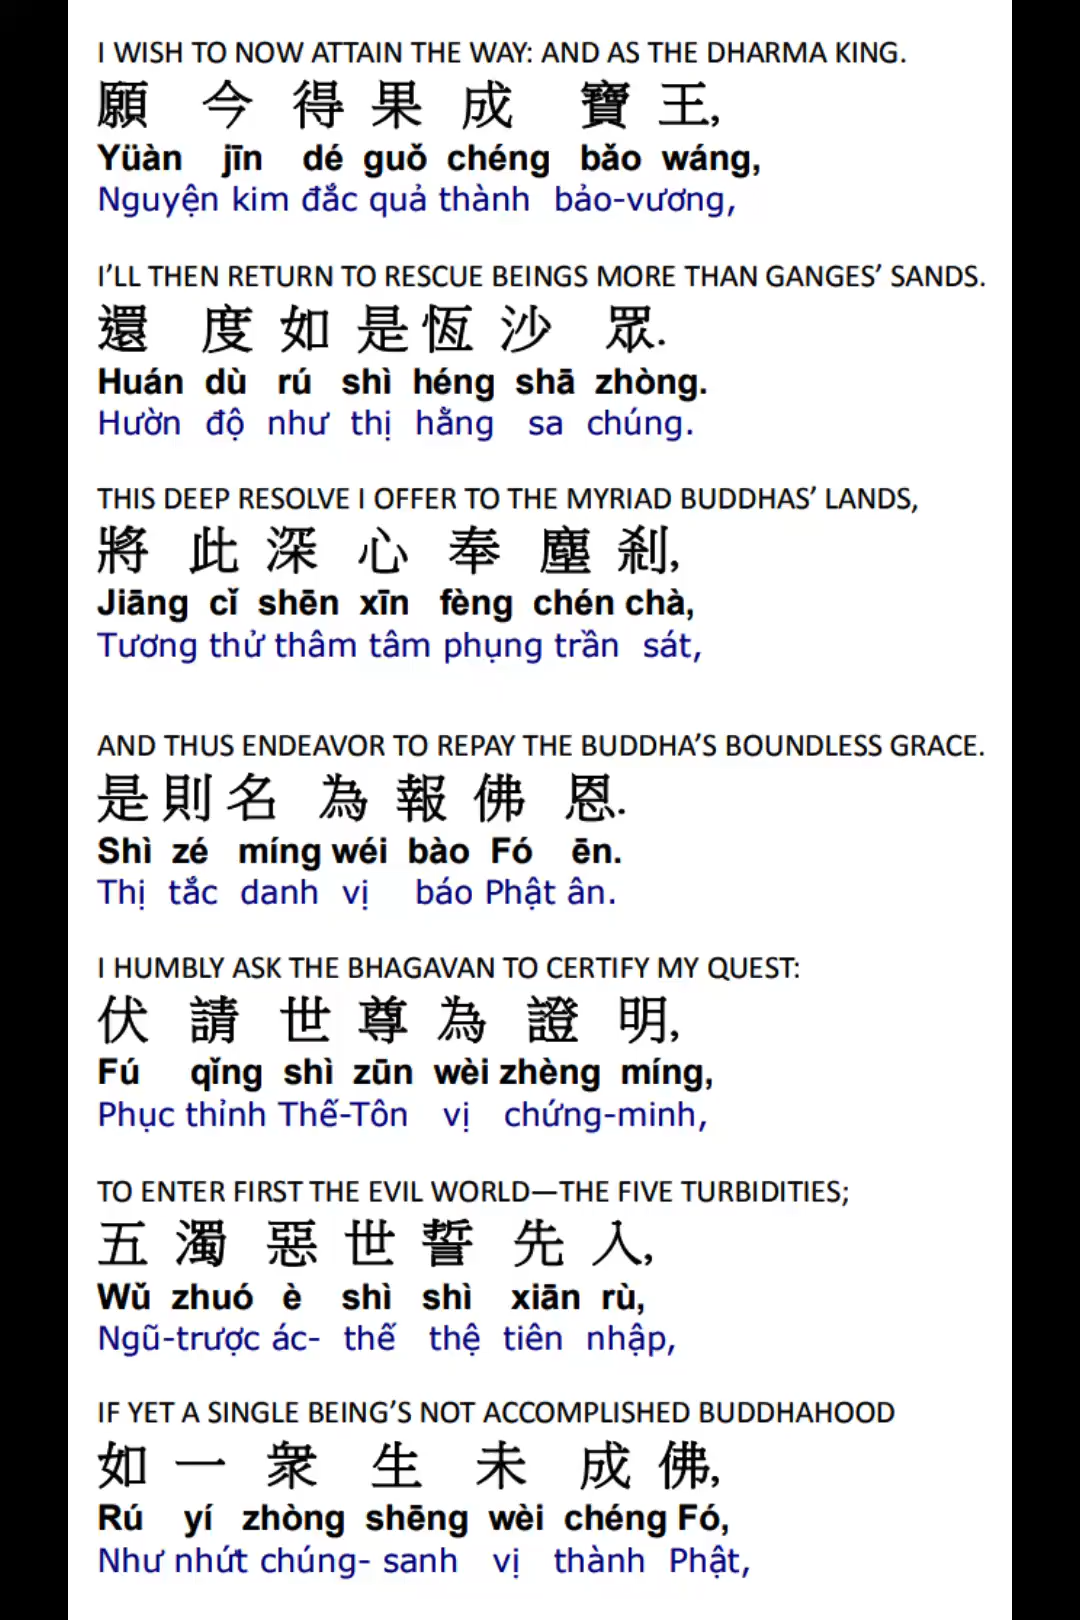 I WISH TO NOW ATTAIN THE WAY: AND AS THE DHARMA KING.
願 今 得 果 成 寶 王,
Yüàn jīn dé guǒ chéng bǎo wáng,
Nguyện kim đắc quả thành bảo-vương,
I’LL THEN RETURN TO RESCUE BEINGS MORE THAN GANGES’ SANDS.
還 度 如 是 恆 沙 眾.
Huán dù rú shì héng shā zhòng.
Hườn độ như thị hằng sa chúng.
THIS DEEP RESOLVE I OFFER TO THE MYRIAD BUDDHAS’ LANDS,
將 此 深 心 奉 塵 剎,
Jiāng cǐ shēn xīn fèng chén chà,
Tương thử thâm tâm phụng trần sát,
AND THUS ENDEAVOR TO REPAY THE BUDDHA’S BOUNDLESS GRACE.
是 則 名 為 報 佛 恩.
Shì zé míng wéi bào Fó ēn.
Thị tắc danh vị báo Phật ân.
I HUMBLY ASK THE BHAGAVAN TO CERTIFY MY QUEST:
伏 請 世 尊 為 證 明,
Fú qǐng shì zūn wèi zhèng míng,
Phục thỉnh Thế-Tôn vị chứng-minh,
TO ENTER FIRST THE EVIL WORLD—THE FIVE TURBIDITIES;
五 濁 惡 世 誓 先 入,
Wǔ zhuó è shì shì xiān rù,
Ngũ-trược ác- thế thệ tiên nhập,
IF YET A SINGLE BEING’S NOT ACCOMPLISHED BUDDHAHOOD
如 一 衆 生 未 成 佛,
Rú yí zhòng shēng wèi chéng Fó,
Như nhứt chúng- sanh vị thành Phật,